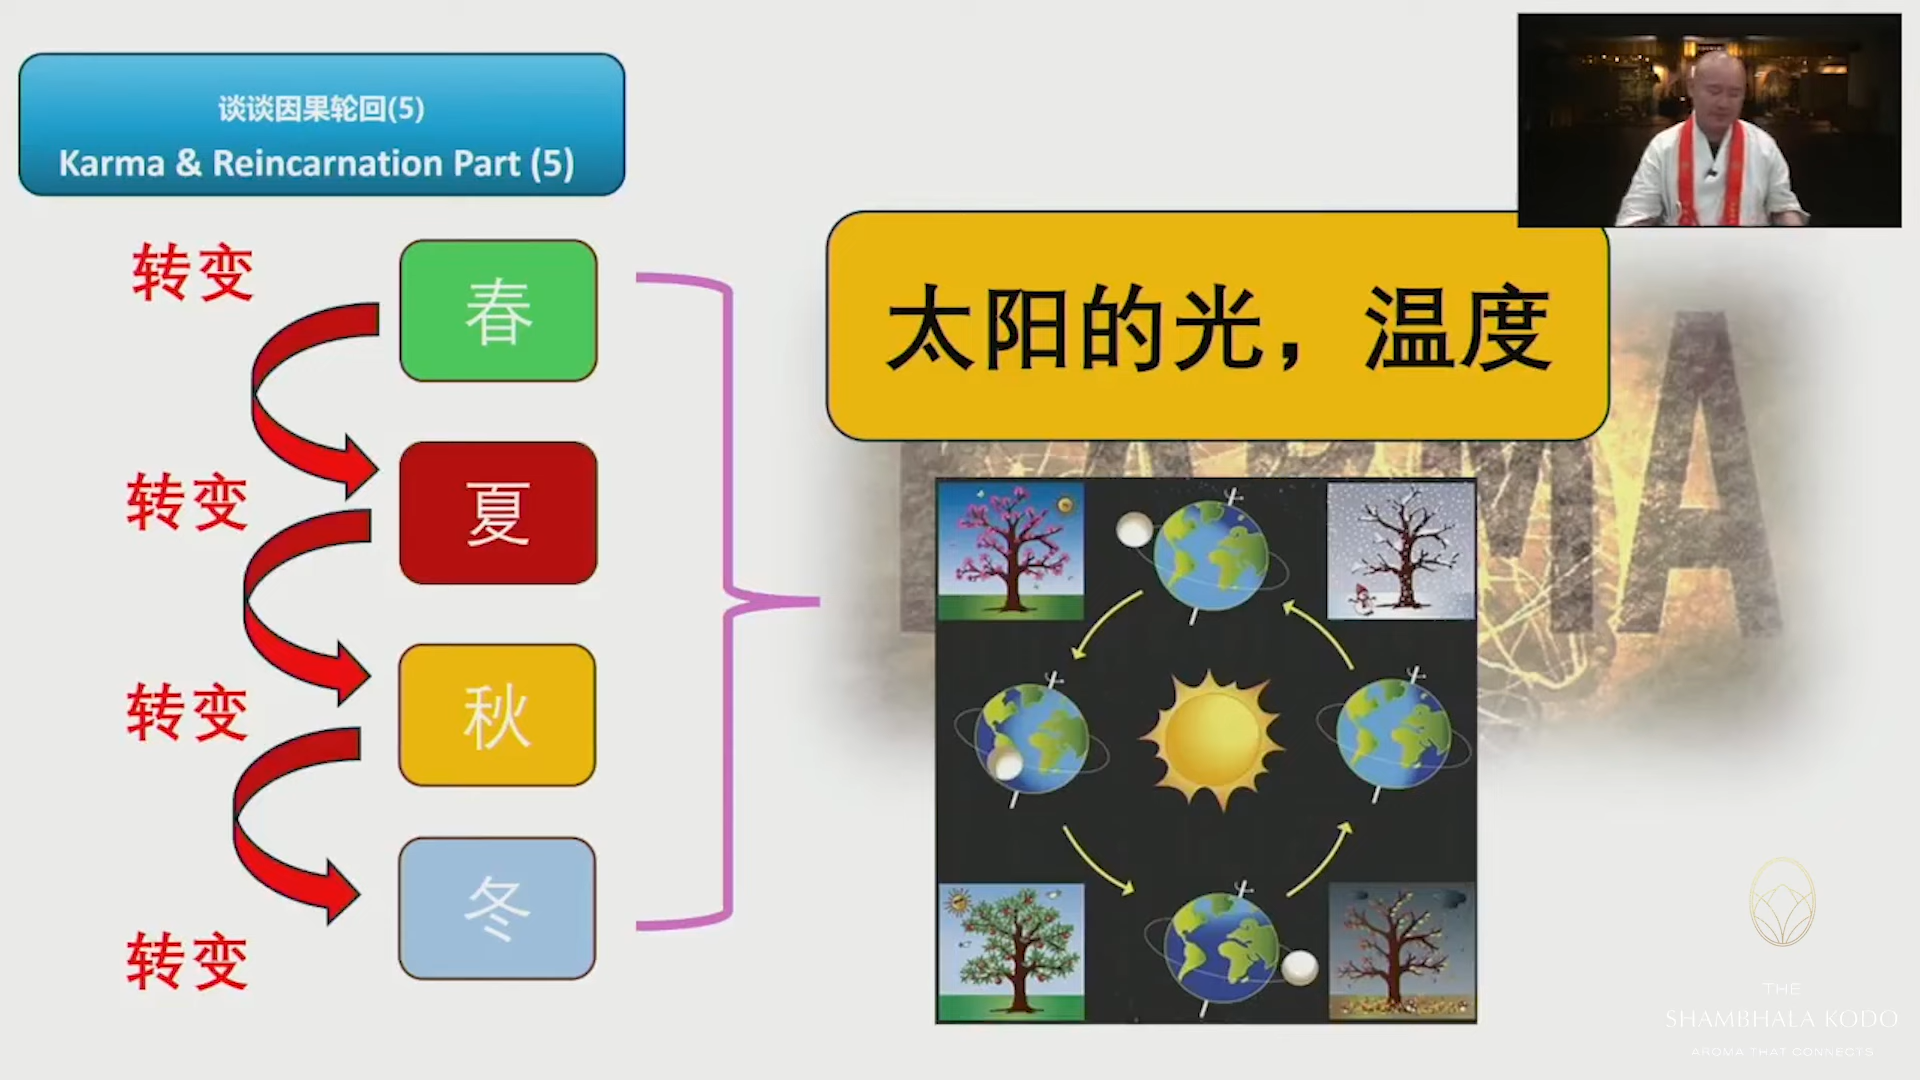 谈谈因果轮回(5)
Karma & Reincarnation Part (5)
转变
春
太阳的光，温度
转变
夏
转变
秋
转变
冬
KARMA
THE
SHAMBHALA KODO
AROMA THAT CONNECTS